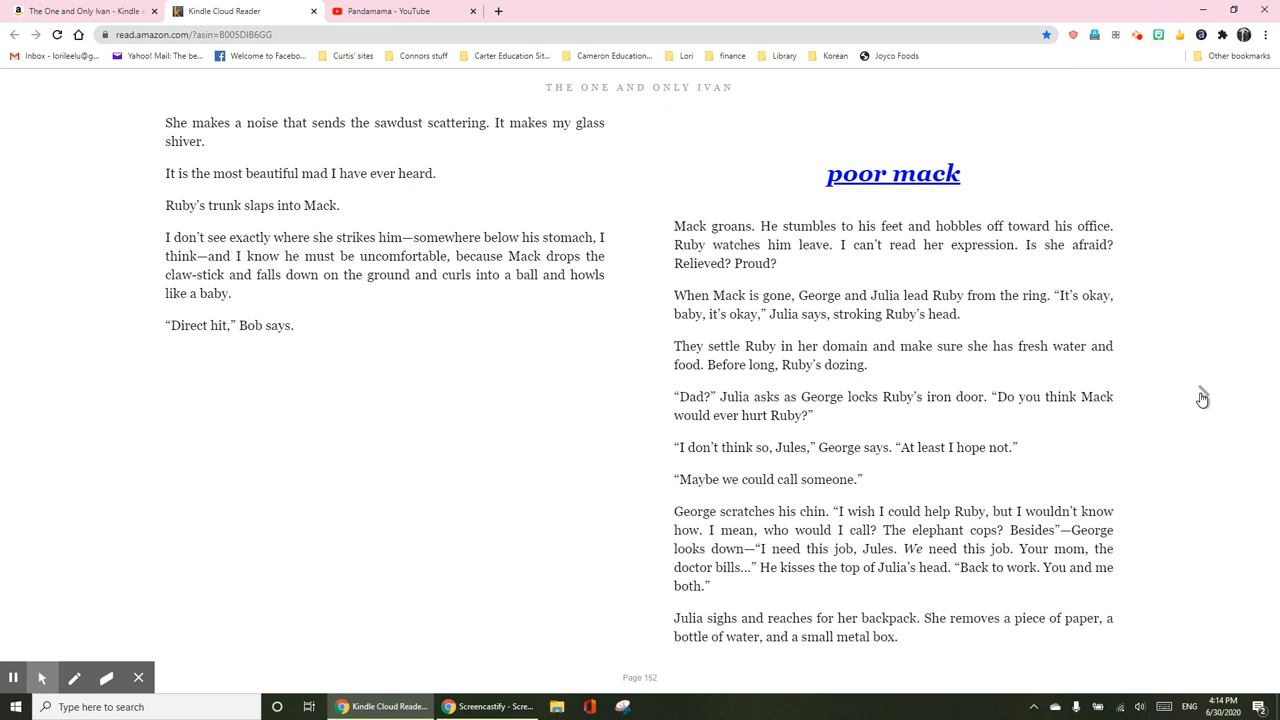 The One and Only Ivan - Kindle
Kindle Cloud Reader
Pandamama - YouTube
read.amazon.com/?asin=B005DIB6GG
Inbox - lorileelu@g...
Yahoo! Mail: The be...
Welcome to Facebo...
Curtis' sites
Connors stuff
Carter Education Sit...
Cameron Education...
Lori
finance
Library
Korean
Joyco Foods
Other bookmarks
THE ONE AND ONLY IVAN
She makes a noise that sends the sawdust scattering. It makes my glass
shiver.
It is the most beautiful mad I have ever heard.
Ruby’s trunk slaps into Mack.
I don’t see exactly where she strikes him—somewhere below his stomach, I
think—and I know he must be uncomfortable, because Mack drops the
claw-stick and falls down on the ground and curls into a ball and howls
like a baby.
“Direct hit,” Bob says.
poor mack
Mack groans. He stumbles to his feet and hobbles off toward his office.
Ruby watches him leave. I can’t read her expression. Is she afraid?
Relieved? Proud?
When Mack is gone, George and Julia lead Ruby from the ring. “It’s okay,
baby, it’s okay,” Julia says, stroking Ruby’s head.
They settle Ruby in her domain and make sure she has fresh water and
food. Before long, Ruby’s dozing.
“Dad?” Julia asks as George locks Ruby’s iron door. “Do you think Mack
would ever hurt Ruby?”
“I don’t think so, Jules,” George says. “At least I hope not.”
“Maybe we could call someone.”
George scratches his chin. “I wish I could help Ruby, but I wouldn’t know
how. I mean, who would I call? The elephant cops? Besides”—George
looks down—“I need this job, Jules. We need this job. Your mom, the
doctor bills…” He kisses the top of Julia’s head. “Back to work. You and me
both.”
Julia sighs and reaches for her backpack. She removes a piece of paper, a
bottle of water, and a small metal box.
Page 152
Type here to search
Kindle Cloud Reade...
Screencastify - Scre...
4:14 PM
6/30/2020
2